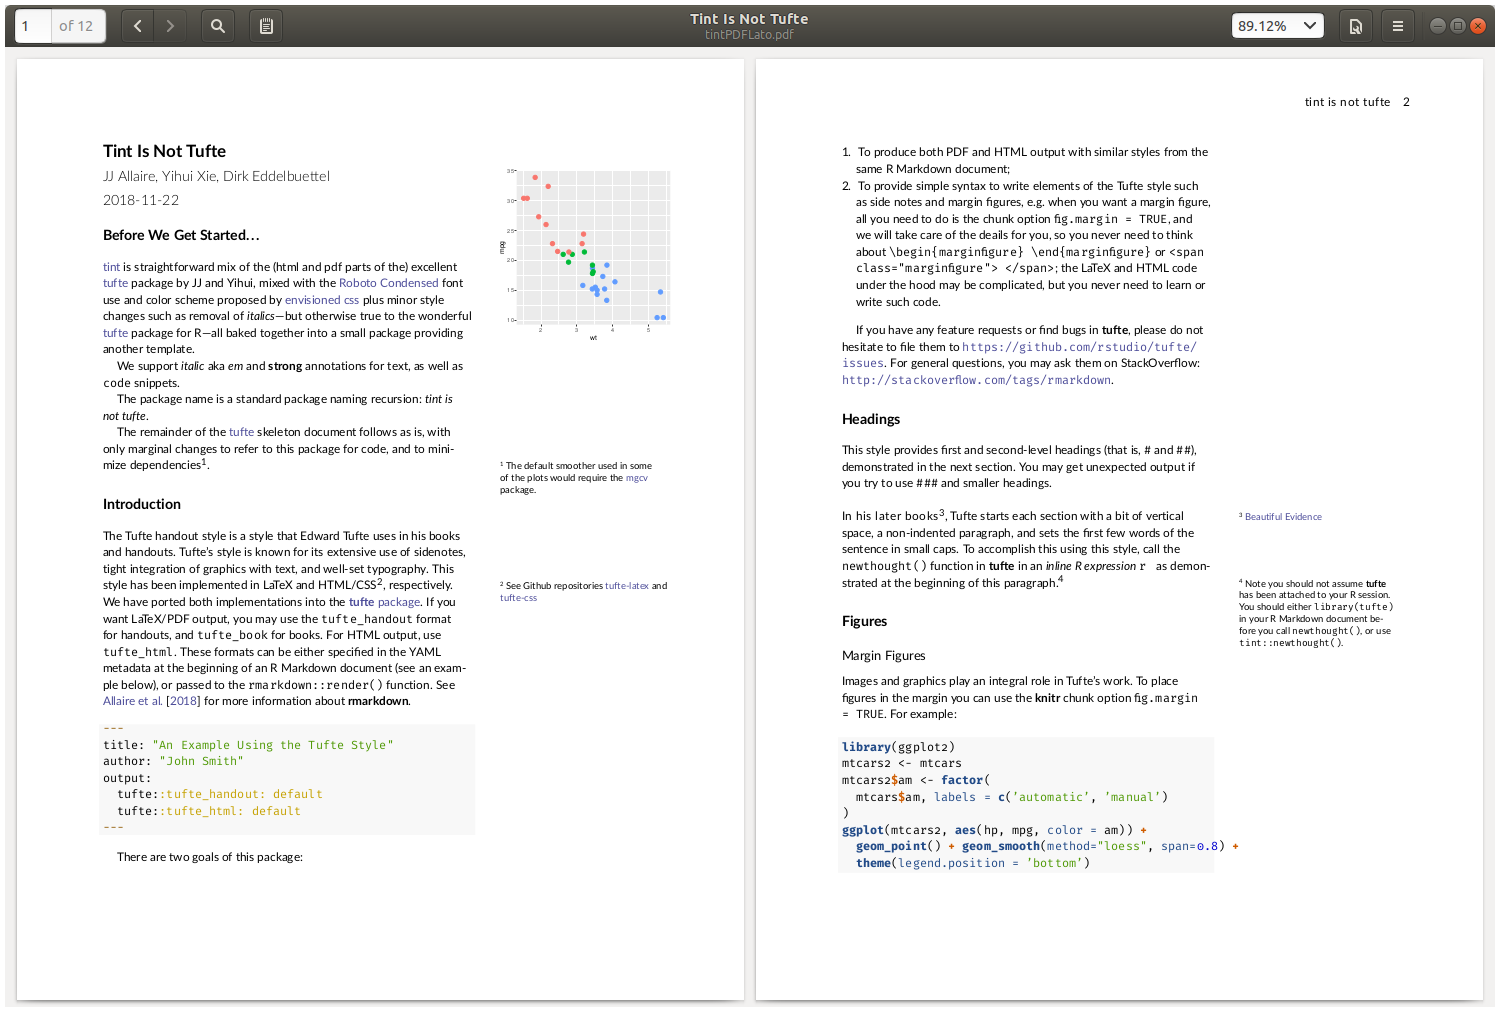 1 of 12
Tint Is Not Tufte
tintPDFLato.pdf
89.12%
Tint Is Not Tufte
JJ Allaire, Yihui Xie, Dirk Eddelbuettel
2018-11-22
Before We Get Started…
tint is straightforward mix of the (html and pdf parts of the) excellent
tufte package by JJ and Yihui, mixed with the Roboto Condensed font
use and color scheme proposed by envisioned css plus minor style
changes such as removal of italics—but otherwise true to the wonderful
tufte package for R—all baked together into a small package providing
another template.
We support italic aka em and strong annotations for text, as well as
code snippets.
The package name is a standard package naming recursion: tint is
not tufte.
The remainder of the tufte skeleton document follows as is, with
only marginal changes to refer to this package for code, and to mini-
mize dependencies1.
Introduction
The Tufte handout style is a style that Edward Tufte uses in his books
and handouts. Tufte's style is known for its extensive use of sidenotes,
tight integration of graphics with text, and well-set typography. This
style has been implemented in LaTeX and HTML/CSS2, respectively.
We have ported both implementations into the tufte package. If you
want LaTeX/PDF output, you may use the tufte_handout format
for handouts, and tufte_book for books. For HTML output, use
tufte_html. These formats can be either specified in the YAML
metadata at the beginning of an R Markdown document (see an exam-
ple below), or passed to the rmarkdown::render() function. See
Allaire et al. [2018] for more information about rmarkdown.
---
title: "An Example Using the Tufte Style"
author: "John Smith"
output:
tufte::tufte_handout: default
tufte::tufte_html: default
---
There are two goals of this package:
3.5
3.0
2.5
2.0
1.5
1.0
mpg
2 3 4 5
wt
1 The default smoother used in some
of the plots would require the mgcv
package.
2 See Github repositories tufte-latex and
tufte-css
tint is not tufte 2
1. To produce both PDF and HTML output with similar styles from the
same R Markdown document;
2. To provide simple syntax to write elements of the Tufte style such
as side notes and margin figures, e.g. when you want a margin figure,
all you need to do is the chunk option fig.margin = TRUE, and
we will take care of the deails for you, so you never need to think
about \begin{marginfigure} \end{marginfigure} or <span
class="marginfigure"> </span>; the LaTeX and HTML code
under the hood may be complicated, but you never need to learn or
write such code.
If you have any feature requests or find bugs in tufte, please do not
hesitate to file them to https://github.com/rstudio/tufte/
issues. For general questions, you may ask them on StackOverflow:
http://stackoverflow.com/tags/rmarkdown.
Headings
This style provides first and second-level headings (that is, # and ##),
demonstrated in the next section. You may get unexpected output if
you try to use ### and smaller headings.
In his later books3, Tufte starts each section with a bit of vertical
space, a non-indented paragraph, and sets the first few words of the
sentence in small caps. To accomplish this using this style, call the
newthought() function in tufte in an inline R expression r as demon-
strated at the beginning of this paragraph.4
Figures
Margin Figures
Images and graphics play an integral role in Tufte's work. To place
figures in the margin you can use the knitr chunk option fig.margin
= TRUE. For example:
library(ggplot2)
mtcars2 <- mtcars
mtcars2$am <- factor(
mtcars$am, labels = c('automatic', 'manual')
)
ggplot(mtcars2, aes(hp, mpg, color = am)) +
geom_point() + geom_smooth(method="loess", span=0.8) +
theme(legend.position = 'bottom')
3 Beautiful Evidence
4 Note you should not assume tufte
has been attached to your R session.
You should either library(tufte)
in your R Markdown document be-
fore you call newthought(), or use
tint::newthought().